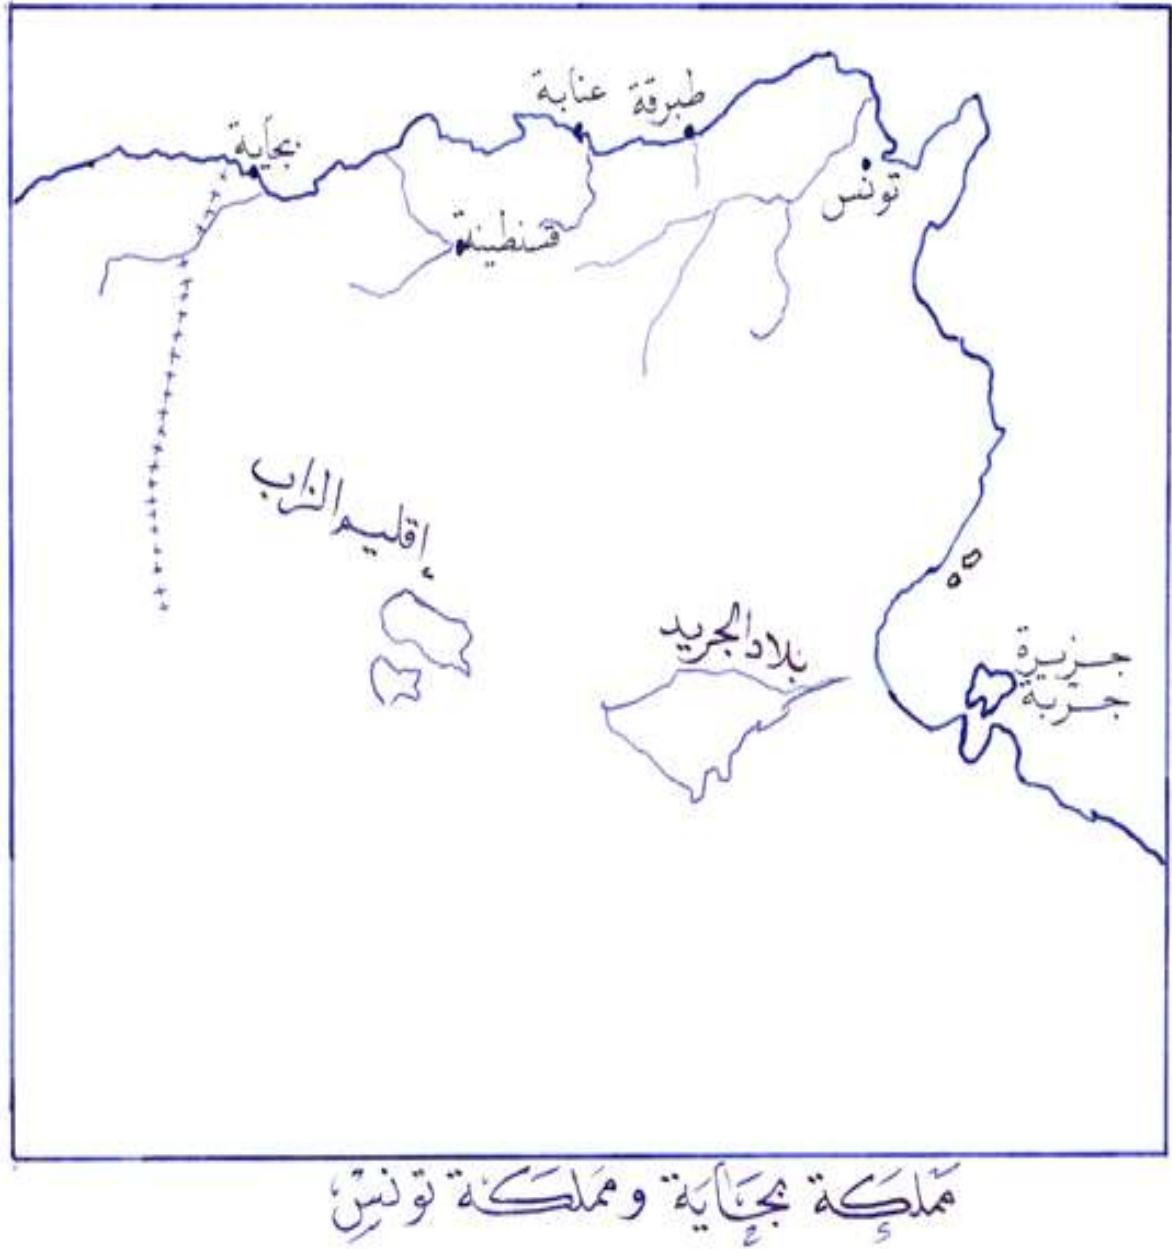 طبرقة
عنابة
بجاية
تونس
قسنطينة
إقليم الزاب
بلاد الجريد
جزيرة
جربة
مملكة بجاية ومملكة تونس